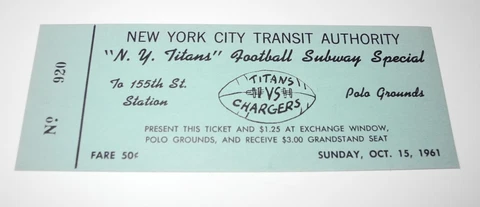 NEW YORK CITY TRANSIT AUTHORITY
"N. Y. Titans" Football Subway Special
To 155th St.
Station
TITANS
VS
CHARGERS
Polo Grounds
PRESENT THIS TICKET AND $1.25 AT EXCHANGE WINDOW,
POLO GROUNDS, AND RECEIVE $3.00 GRANDSTAND SEAT
FARE 50¢
SUNDAY, OCT. 15, 1961
Nº 920